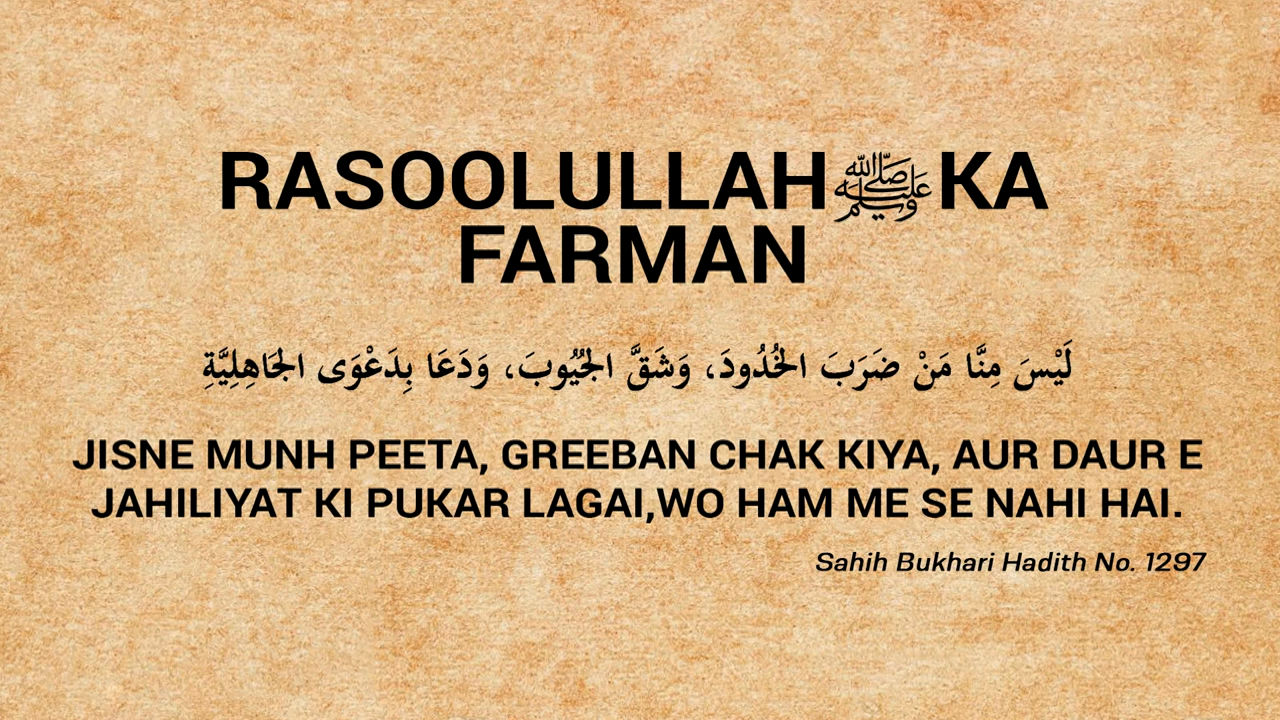 RASOOLULLAH ﷺ KA
FARMAN
لَيْسَ مِنَّا مَنْ ضَرَبَ الخُدُودَ، وَشَقَّ الجُيُوبَ، وَدَعَا بِدَعْوَى الجَاهِلِيَّةِ
JISNE MUNH PEETA, GREEBAN CHAK KIYA, AUR DAUR E
JAHILIYAT KI PUKAR LAGAI,WO HAM ME SE NAHI HAI.
Sahih Bukhari Hadith No. 1297